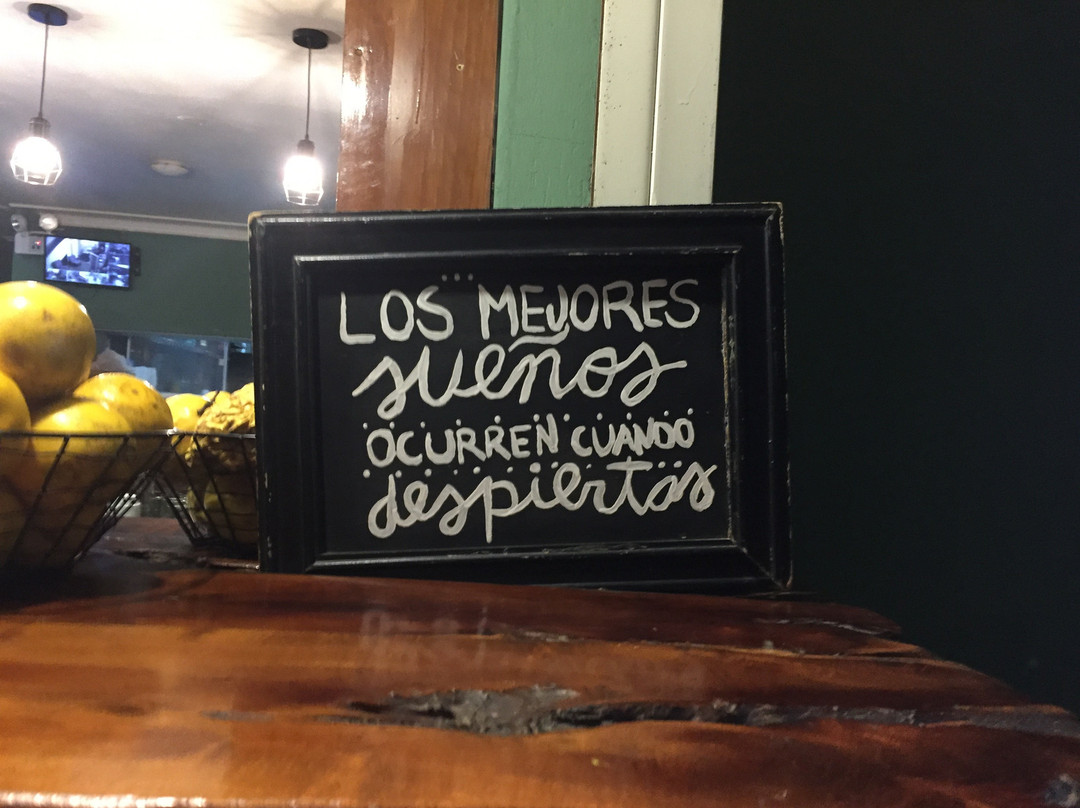 LOS MEJORES
sueños
OCURREN CUANDO
despiertas